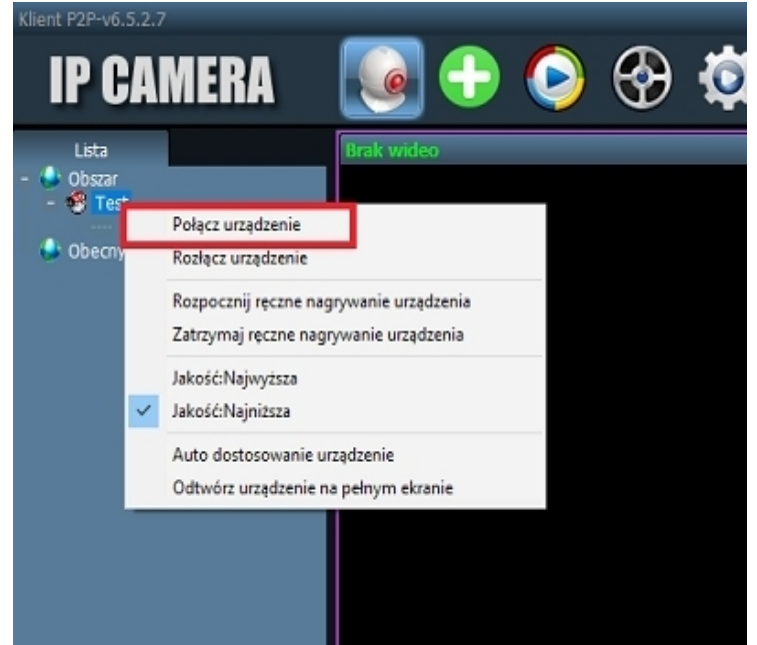 Klient P2P-v6.5.2.7
IP CAMERA
Lista
Brak wideo
Obszar
Test
Obecny
Połącz urządzenie
Rozłącz urządzenie
Rozpocznij ręczne nagrywanie urządzenia
Zatrzymaj ręczne nagrywanie urządzenia
Jakość:Najwyższa
Jakość:Najniższa
Auto dostosowanie urządzenie
Odtwórz urządzenie na pełnym ekranie